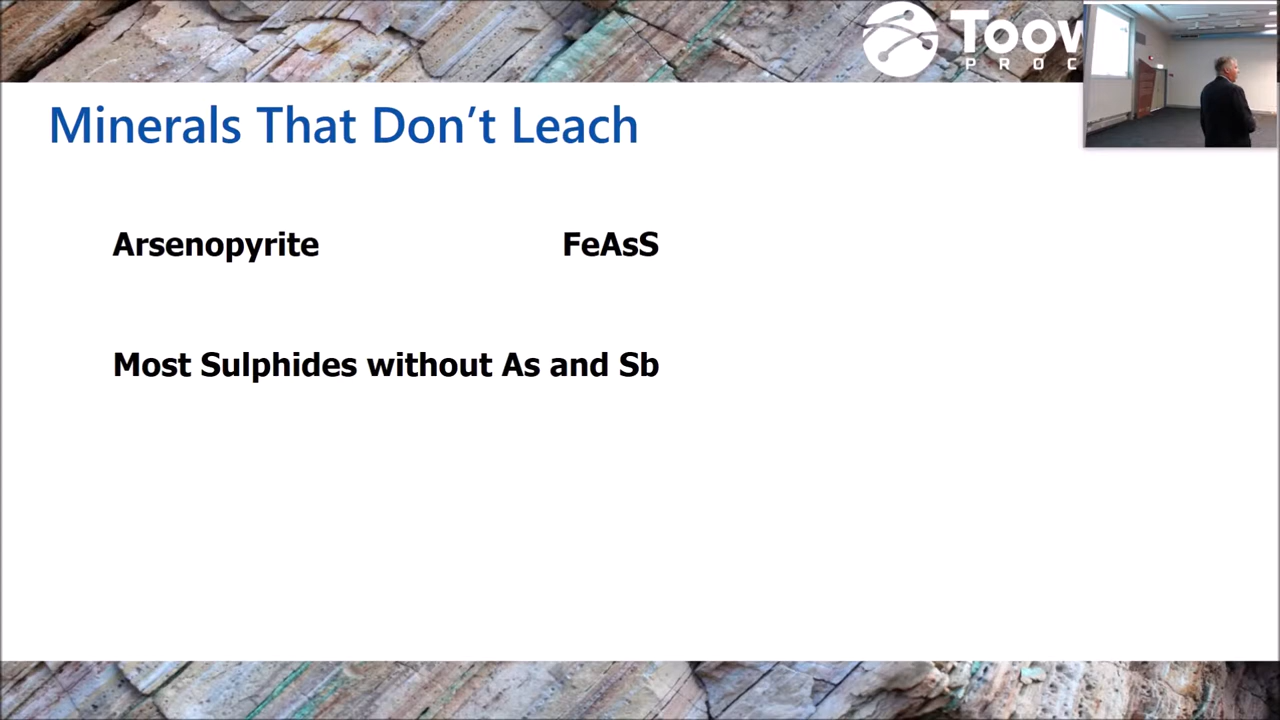 Minerals That Don’t Leach
Arsenopyrite FeAsS
Most Sulphides without As and Sb